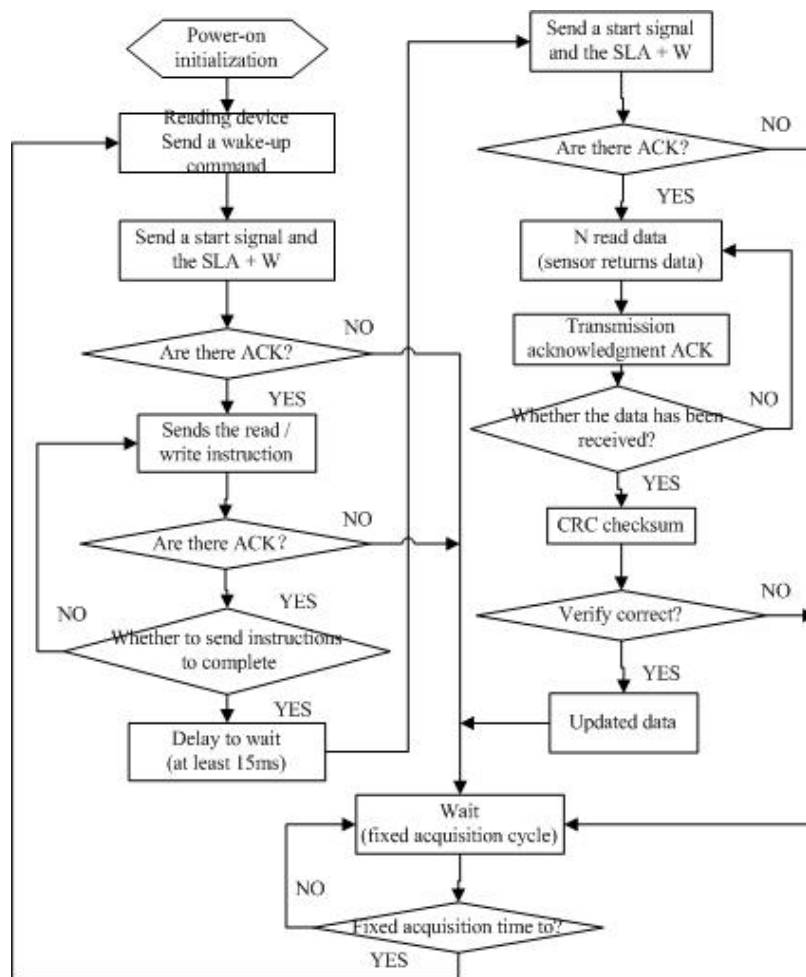 Power-on
initialization
Reading device
Send a wake-up
command
Send a start signal and
the SLA + W
Are there ACK?
NO
YES
Sends the read /
write instruction
Are there ACK?
NO
YES
Whether to send instructions
to complete
NO
YES
Delay to wait
(at least 15ms)
Send a start signal
and the SLA + W
Are there ACK?
NO
YES
N read data
(sensor returns data)
Transmission
acknowledgment ACK
Whether the data has been
received?
NO
YES
CRC checksum
Verify correct?
NO
YES
Updated data
Wait
(fixed acquisition cycle)
NO
Fixed acquisition time to?
YES